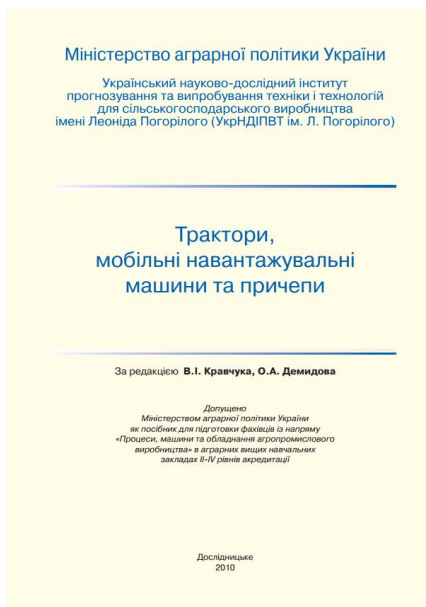 Міністерство аграрної політики України
Український науково-дослідний інститут
прогнозування та випробування техніки і технологій
для сільськогосподарського виробництва
імені Леоніда Погорілого (УкрНДІПВТ ім. Л. Погорілого)
Трактори,
мобільні навантажувальні
машини та причепи
За редакцією В.І. Кравчука, О.А. Демидова
Допущено
Міністерством аграрної політики України
як посібник для підготовки фахівців із напряму
«Процеси, машини та обладнання агропромислового
виробництва» в аграрних вищих навчальних
закладах II-IV рівнів акредитації
Дослідницьке
2010